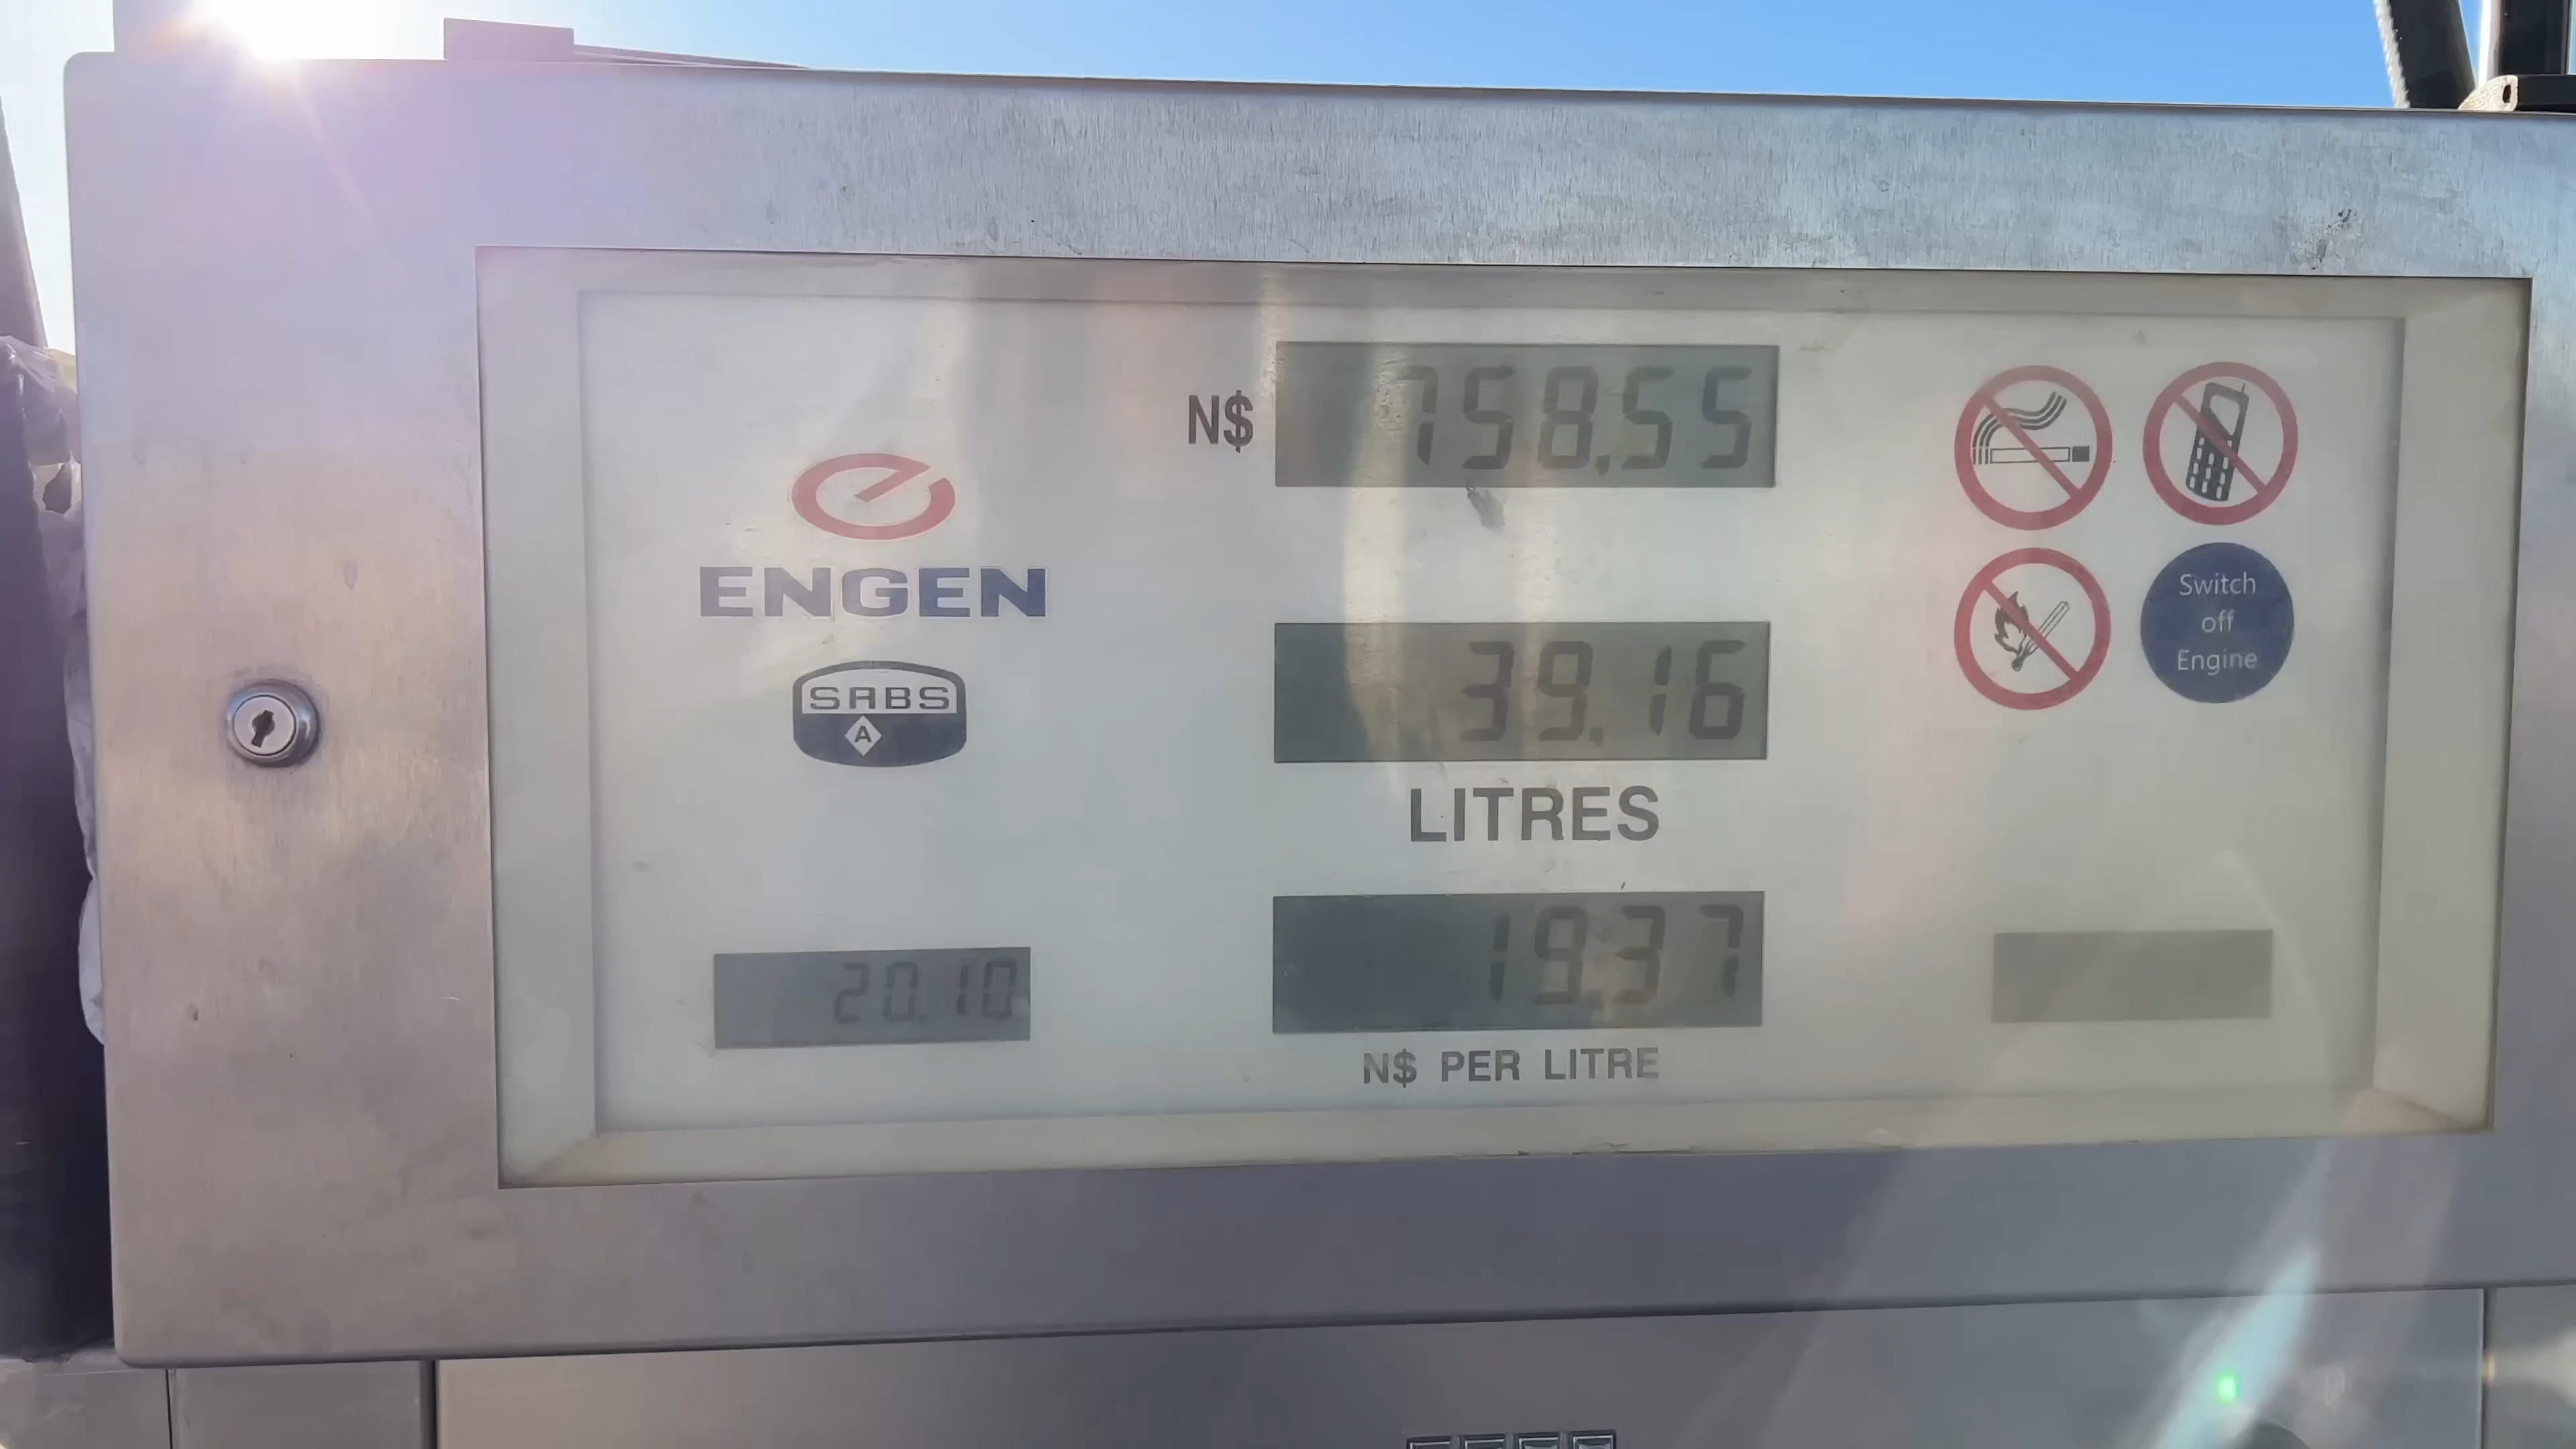 N$ 758.55
ENGEN
SABS
A
39.16
LITRES
20.10
19.37
N$ PER LITRE
Switch
off
Engine